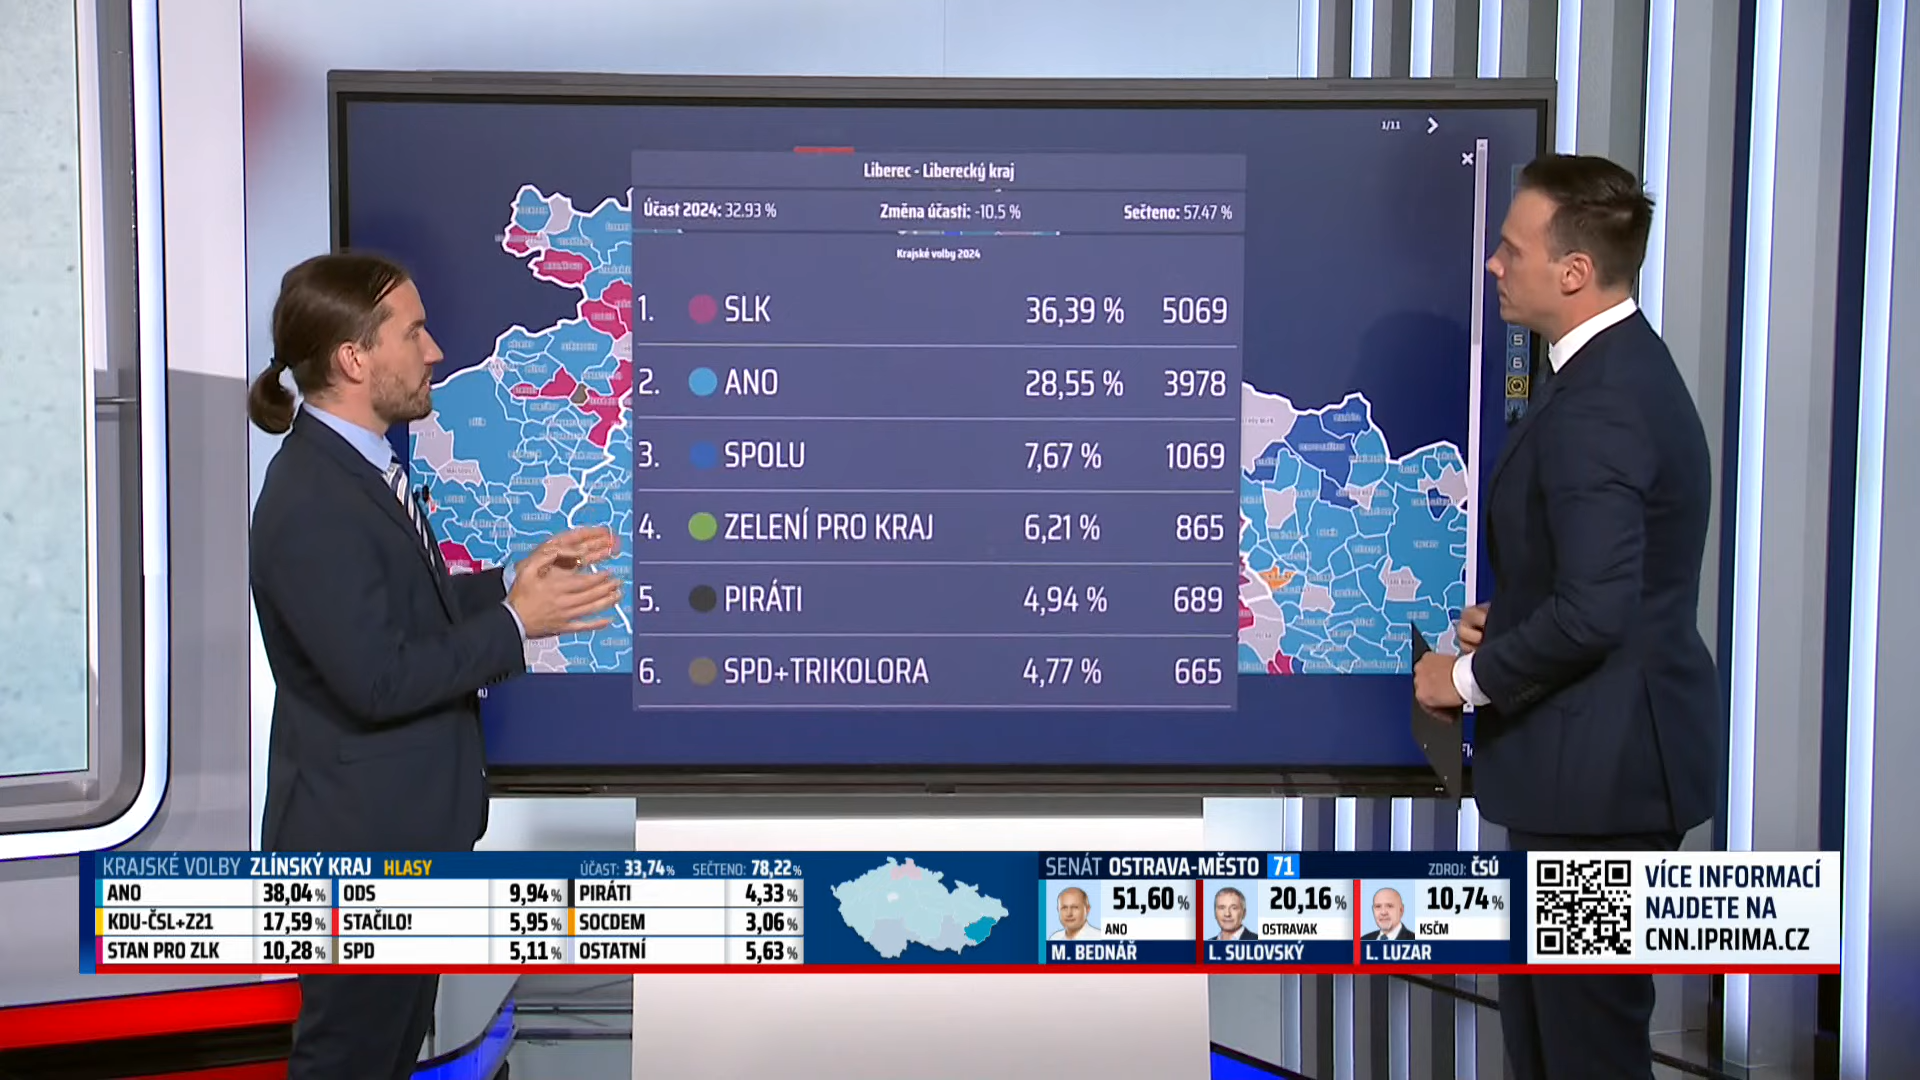 1/11
Liberec - Liberecký kraj
Účast 2024: 32.93 %
Změna účasti: -10.5 %
Sečteno: 57.47 %
Krajské volby 2024
1. SLK 36,39 % 5069
2. ANO 28,55 % 3978
3. SPOLU 7,67 % 1069
4. ZELENÍ PRO KRAJ 6,21 % 865
5. PIRÁTI 4,94 % 689
6. SPD+TRIKOLORA 4,77 % 665
5
6
KRAJSKÉ VOLBY ZLÍNSKÝ KRAJ HLASY ÚČAST: 33,74% SEČTENO: 78,22%
ANO 38,04% ODS 9,94% PIRÁTI 4,33%
KDU-ČSL+Z21 17,59% STAČILO! 5,95% SOCDEM 3,06%
STAN PRO ZLK 10,28% SPD 5,11% OSTATNÍ 5,63%
SENÁT OSTRAVA-MĚSTO 71 ZDROJ: ČSÚ
51,60% 20,16% 10,74%
ANO OSTRAVAK KSČM
M. BEDNÁŘ L. SULOVSKÝ L. LUZAR
VÍCE INFORMACÍ
NAJDETE NA
CNN.IPRIMA.CZ